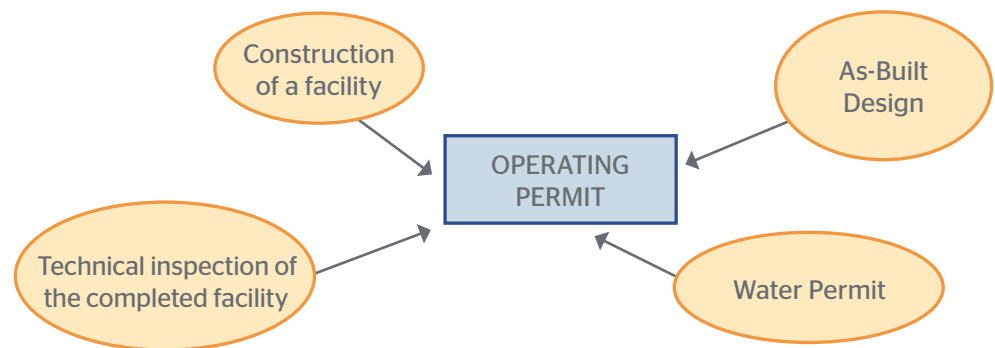 Construction
of a facility
As-Built
Design
OPERATING
PERMIT
Technical inspection of
the completed facility
Water Permit